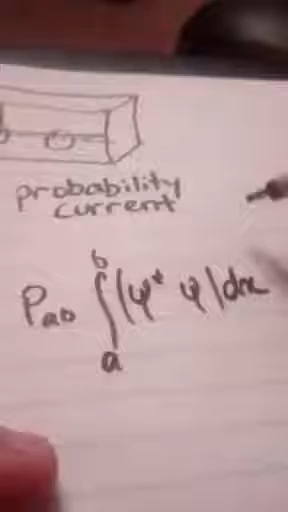 probability
current
P_ab ∫_a^b (ψ* ψ) dx